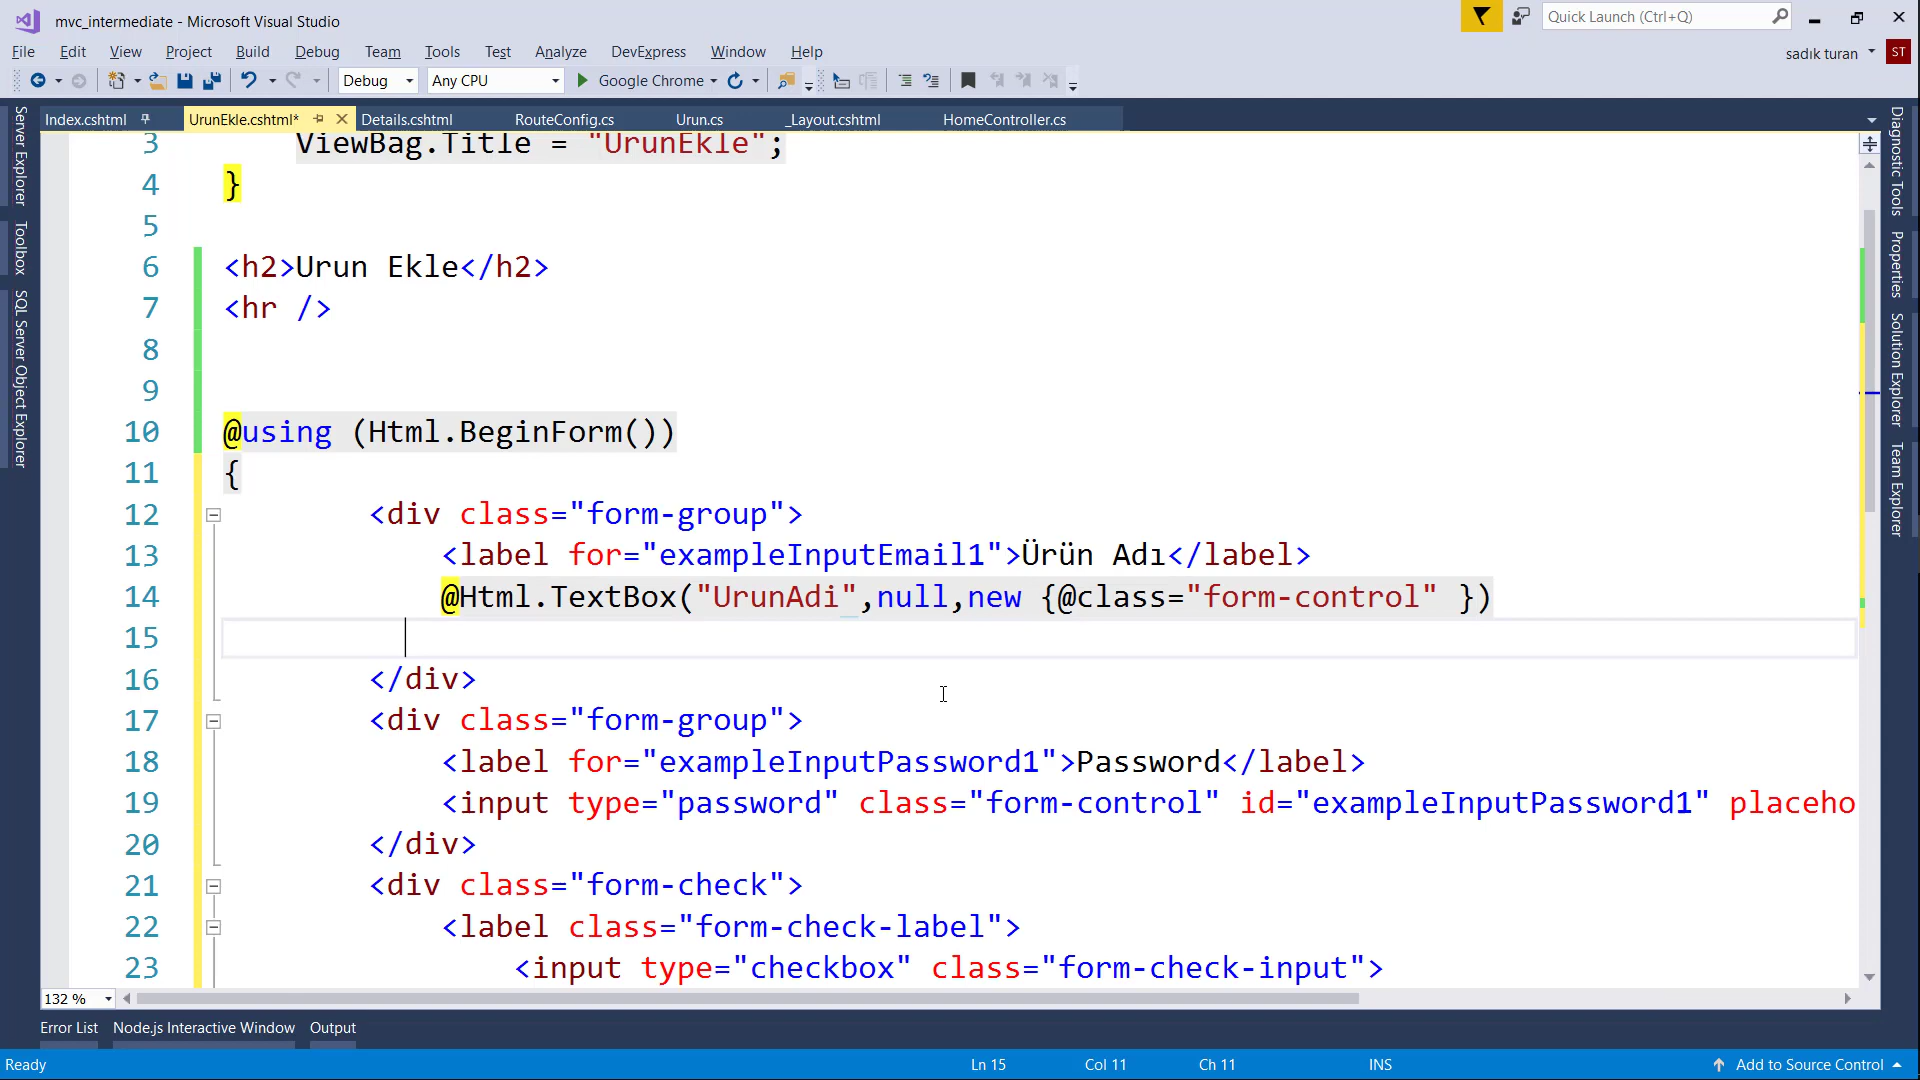 mvc_intermediate - Microsoft Visual Studio
Quick Launch (Ctrl+Q)
File Edit View Project Build Debug Team Tools Test Analyze DevExpress Window Help
sadık turan ST
Debug Any CPU Google Chrome
Index.cshtml UrunEkle.cshtml* Details.cshtml RouteConfig.cs Urun.cs _Layout.cshtml HomeController.cs
Server Explorer
Toolbox
SQL Server Object Explorer
Diagnostic Tools
Properties
Solution Explorer
Team Explorer
3 ViewBag.Title = "UrunEkle";
4 }
5
6 <h2>Urun Ekle</h2>
7 <hr />
8
9
10 @using (Html.BeginForm())
11 {
12 <div class="form-group">
13 <label for="exampleInputEmail1">Ürün Adı</label>
14 @Html.TextBox("UrunAdi",null,new {@class="form-control" })
15
16 </div>
17 <div class="form-group">
18 <label for="exampleInputPassword1">Password</label>
19 <input type="password" class="form-control" id="exampleInputPassword1" placeho
20 </div>
21 <div class="form-check">
22 <label class="form-check-label">
23 <input type="checkbox" class="form-check-input">
132 %
Error List Node.js Interactive Window Output
Ready Ln 15 Col 11 Ch 11 INS Add to Source Control